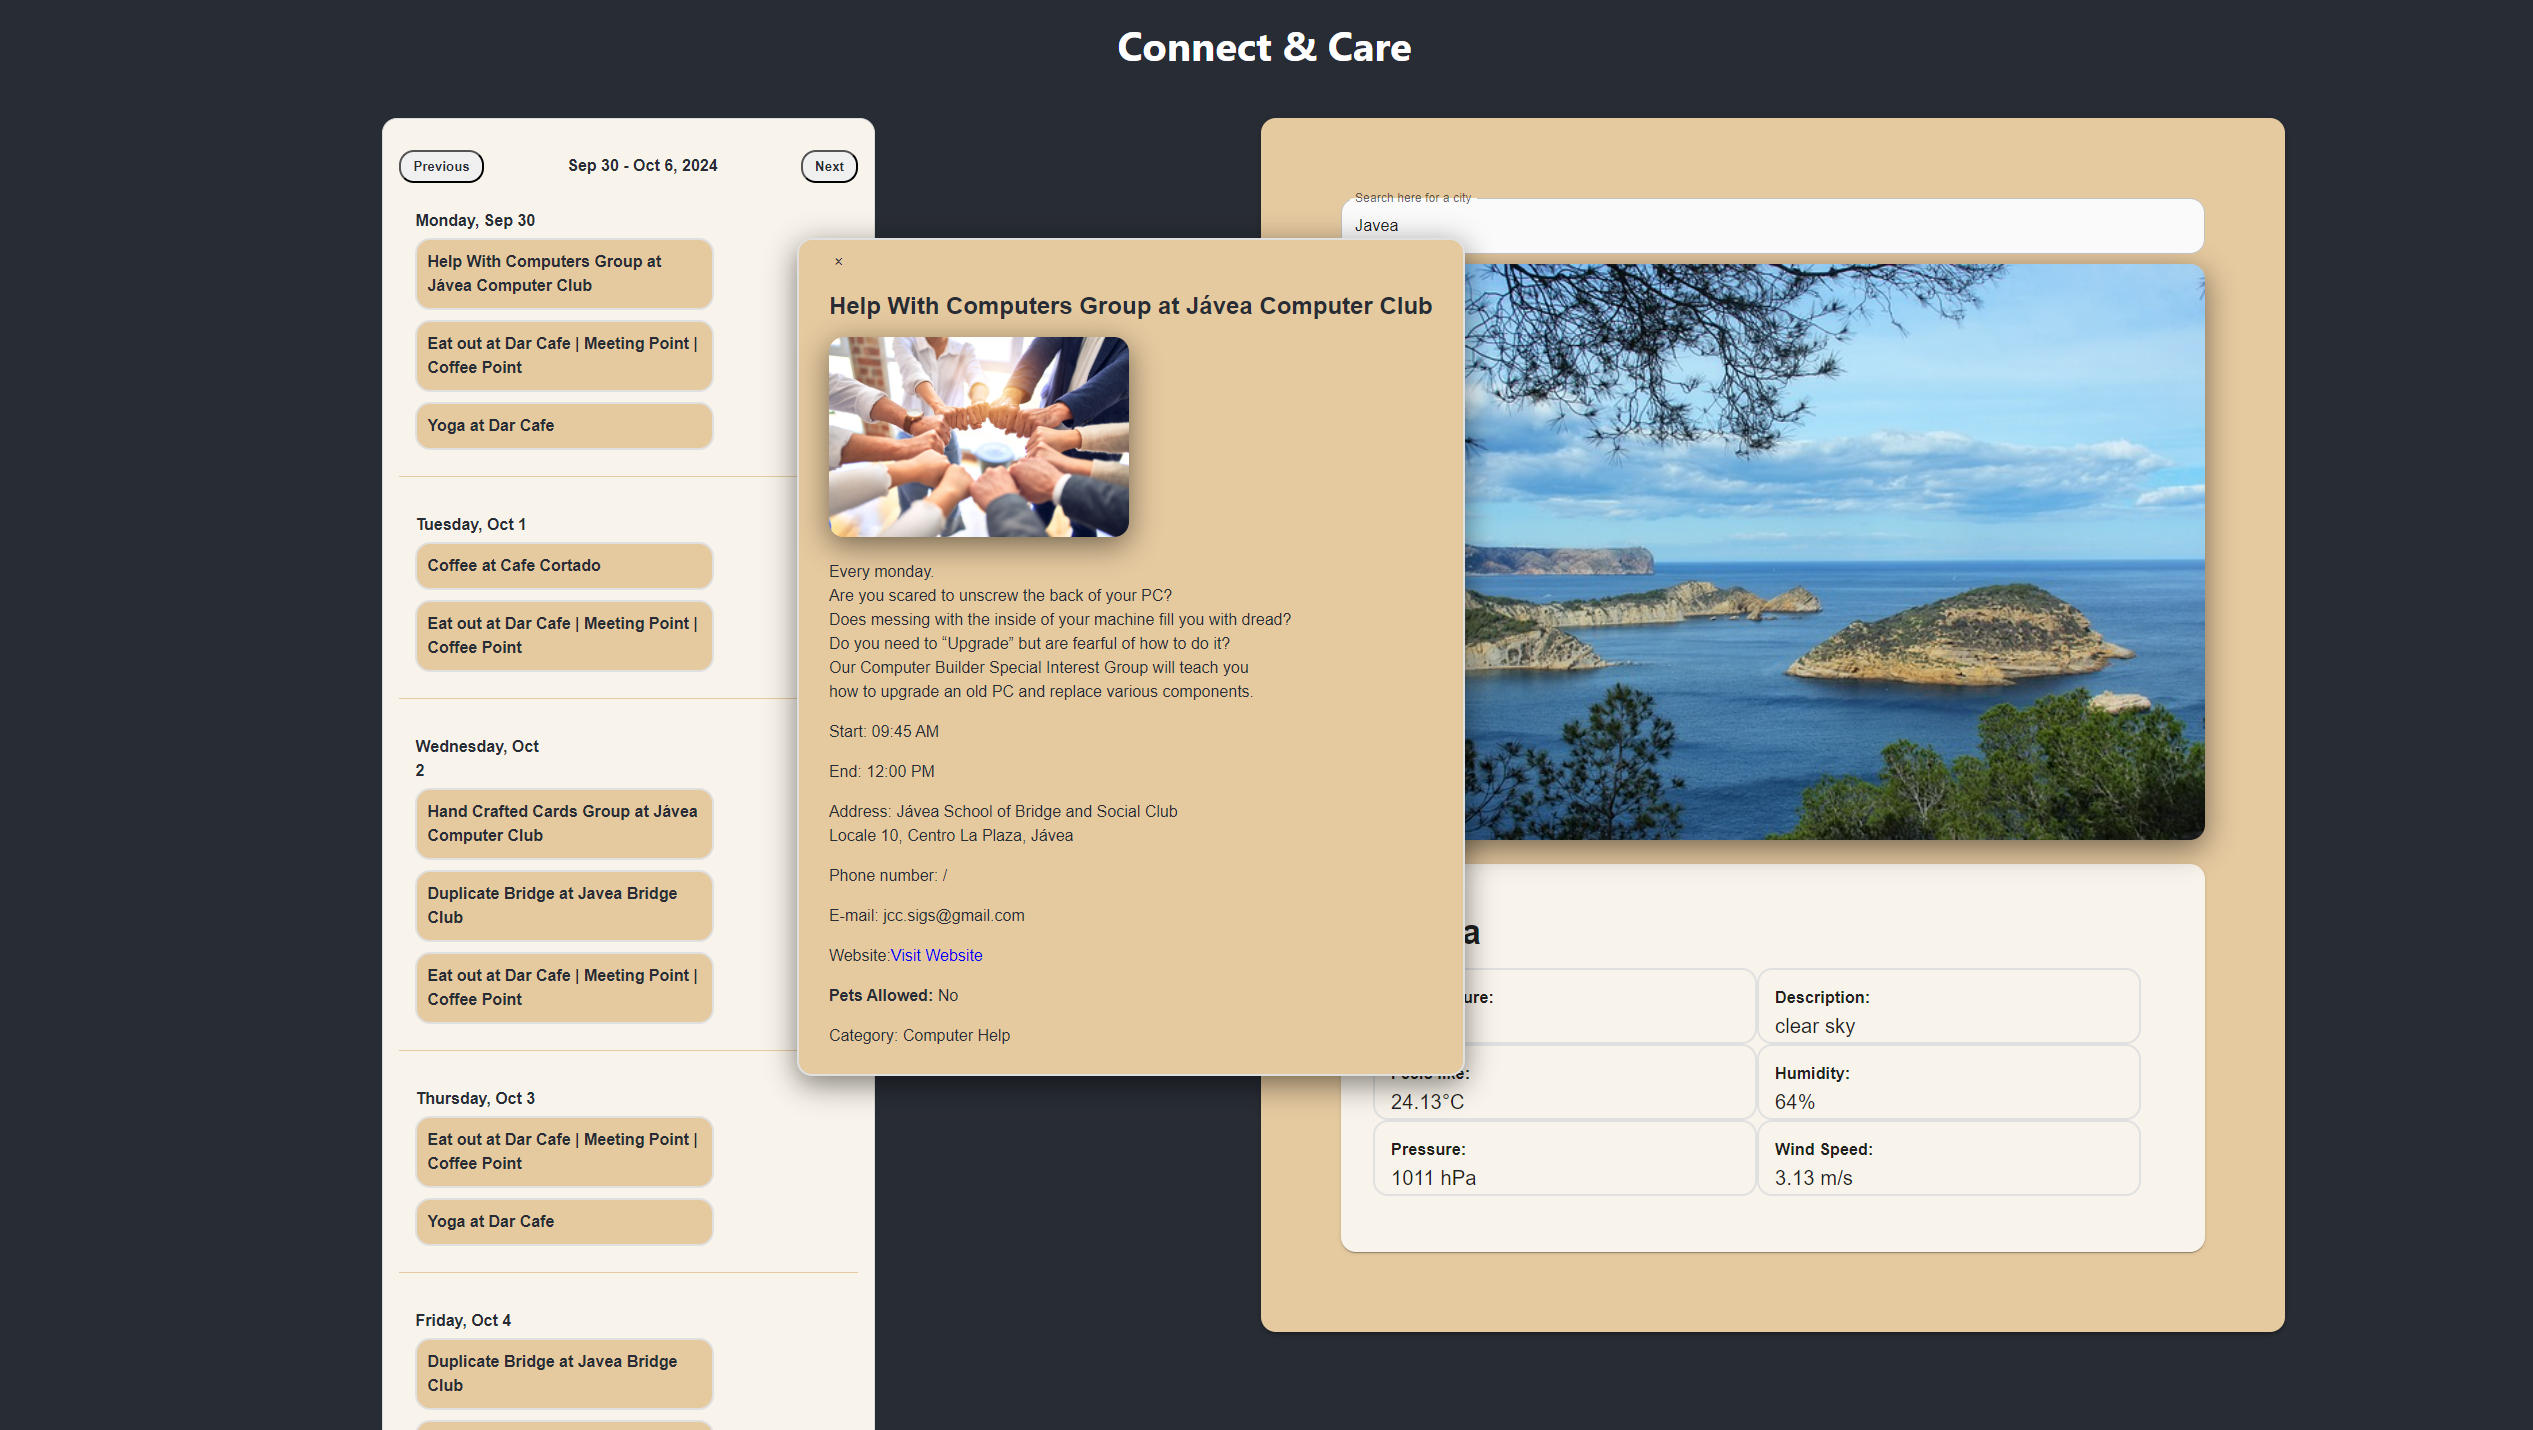 Connect & Care
Previous
Sep 30 - Oct 6, 2024
Next
Monday, Sep 30
Help With Computers Group at
Jávea Computer Club
Eat out at Dar Cafe | Meeting Point |
Coffee Point
Yoga at Dar Cafe
Tuesday, Oct 1
Coffee at Cafe Cortado
Eat out at Dar Cafe | Meeting Point |
Coffee Point
Wednesday, Oct
2
Hand Crafted Cards Group at Jávea
Computer Club
Duplicate Bridge at Javea Bridge
Club
Eat out at Dar Cafe | Meeting Point |
Coffee Point
Thursday, Oct 3
Eat out at Dar Cafe | Meeting Point |
Coffee Point
Yoga at Dar Cafe
Friday, Oct 4
Duplicate Bridge at Javea Bridge
Club
×
Help With Computers Group at Jávea Computer Club
Every monday.
Are you scared to unscrew the back of your PC?
Does messing with the inside of your machine fill you with dread?
Do you need to “Upgrade” but are fearful of how to do it?
Our Computer Builder Special Interest Group will teach you
how to upgrade an old PC and replace various components.
Start: 09:45 AM
End: 12:00 PM
Address: Jávea School of Bridge and Social Club
Locale 10, Centro La Plaza, Jávea
Phone number: /
E-mail: jcc.sigs@gmail.com
Website:Visit Website
Pets Allowed: No
Category: Computer Help
Search here for a city
Javea
Description:
clear sky
24.13°C
Humidity:
64%
Pressure:
1011 hPa
Wind Speed:
3.13 m/s